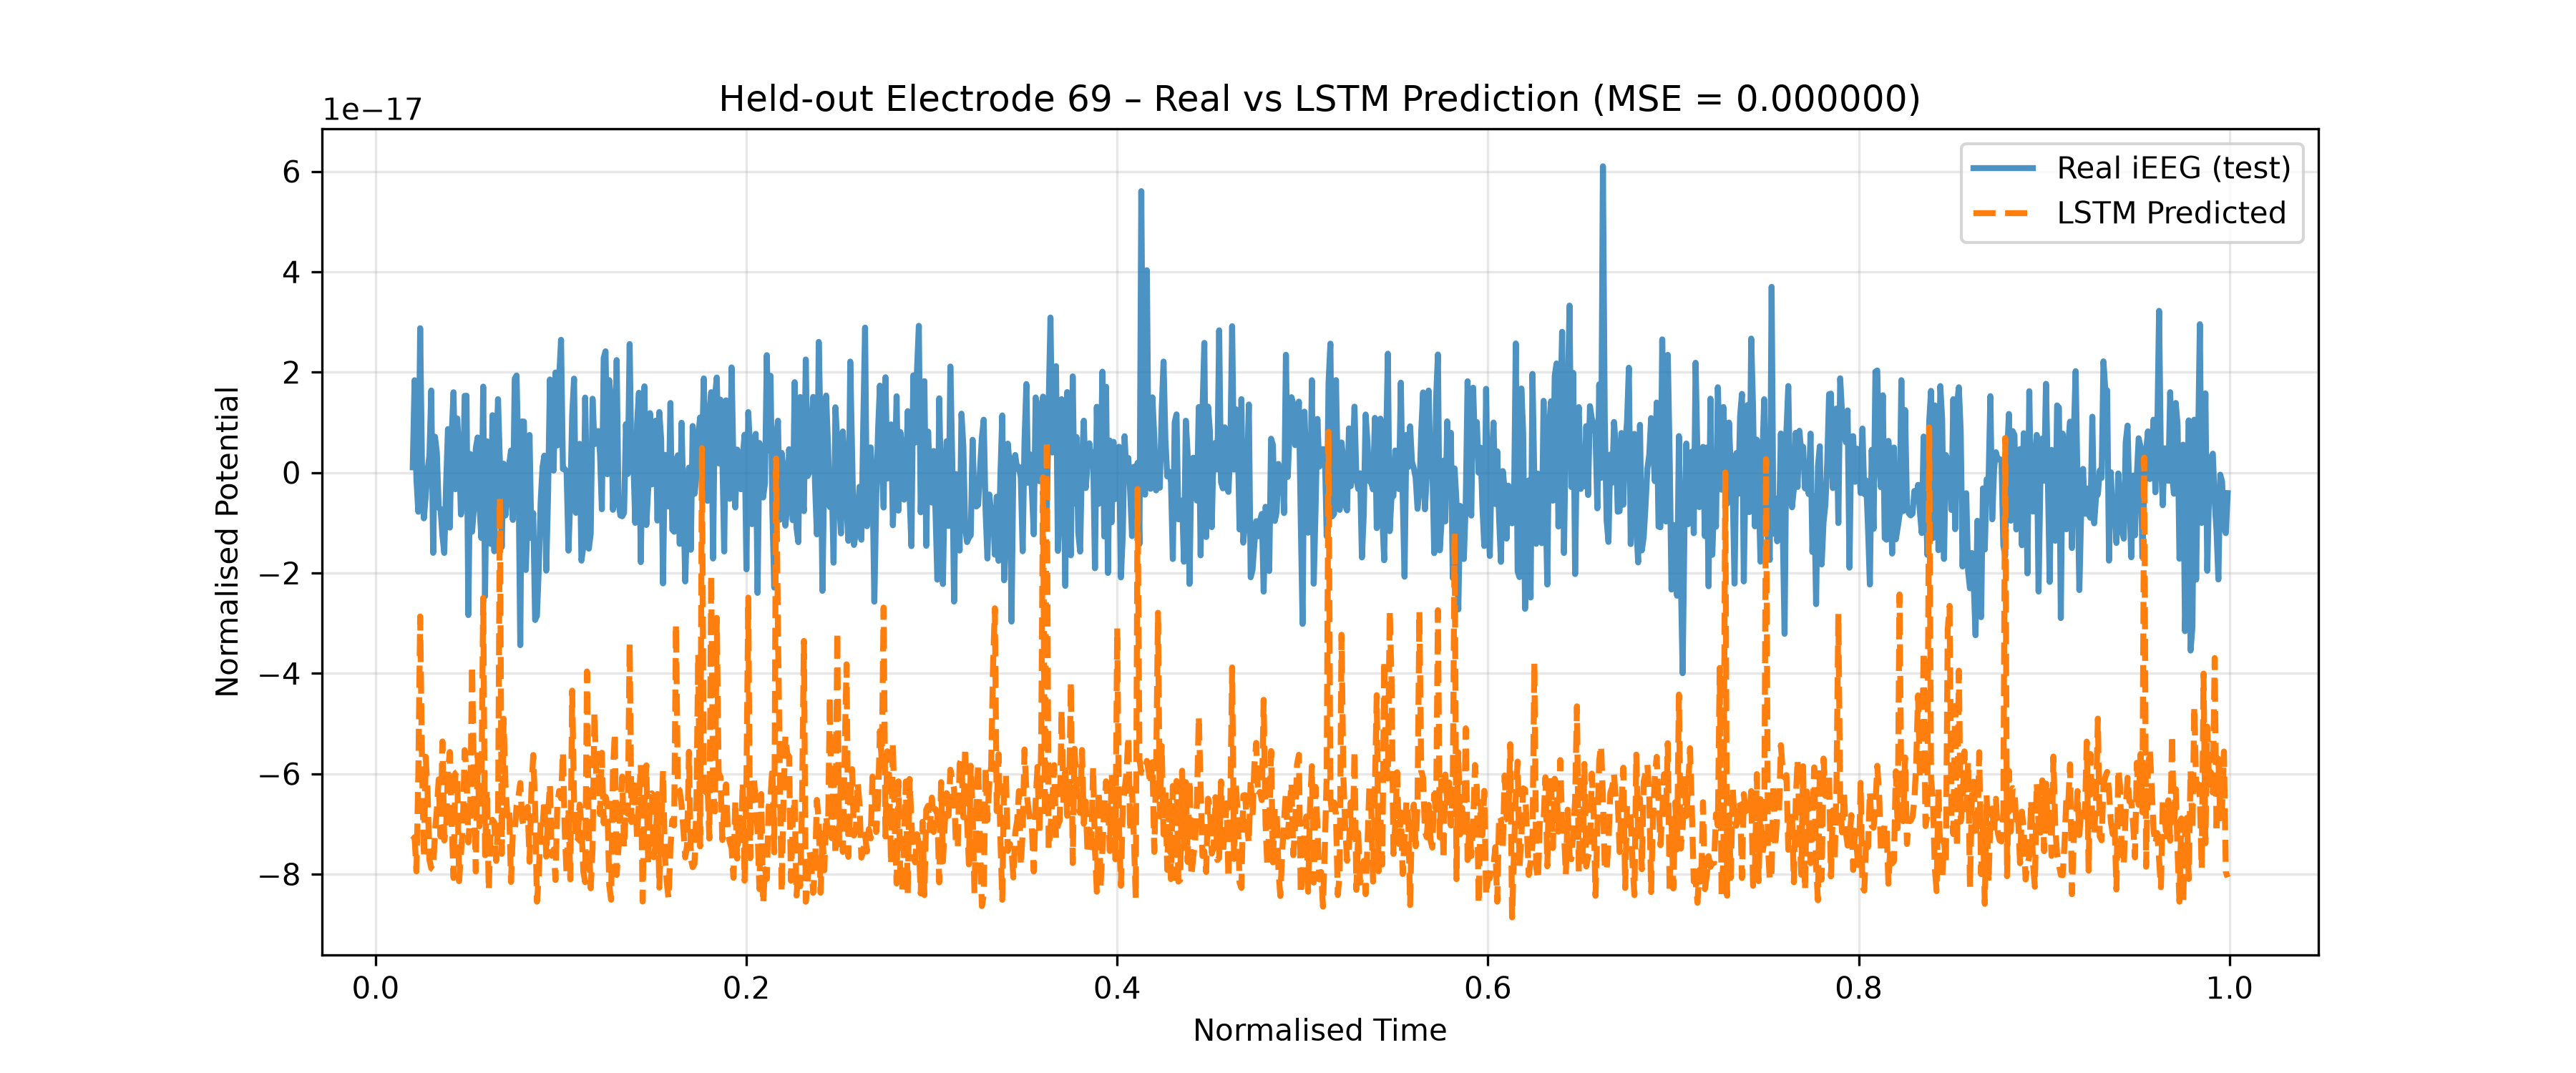 Held-out Electrode 69 – Real vs LSTM Prediction (MSE = 0.000000)
1e−17
Real iEEG (test)
LSTM Predicted
Normalised Potential
6
4
2
0
−2
−4
−6
−8
0.0 0.2 0.4 0.6 0.8 1.0
Normalised Time